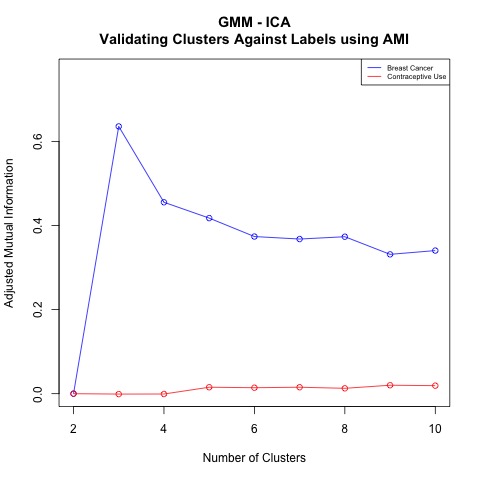 GMM - ICA
Validating Clusters Against Labels using AMI
Breast Cancer
Contraceptive Use
Adjusted Mutual Information
0.6
0.4
0.2
0.0
2 4 6 8 10
Number of Clusters